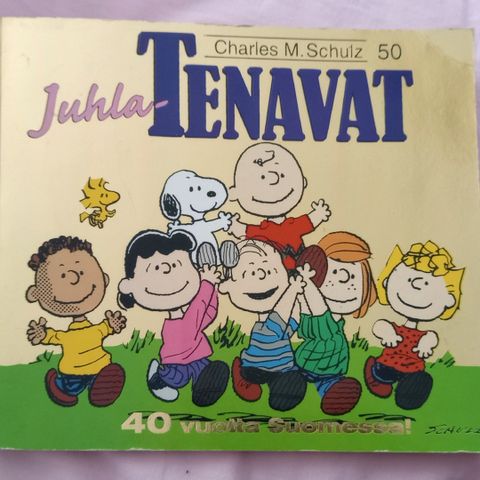 Charles M. Schulz 50
Juhla-TENAVAT
40 vuotta Suomessa!
SCHULZ